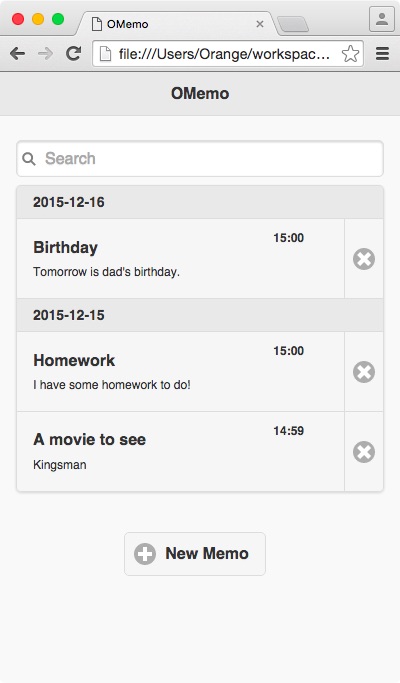 OMemo
file:///Users/Orange/workspac...
OMemo
Search
2015-12-16
Birthday
15:00
Tomorrow is dad's birthday.
2015-12-15
Homework
15:00
I have some homework to do!
A movie to see
14:59
Kingsman
New Memo